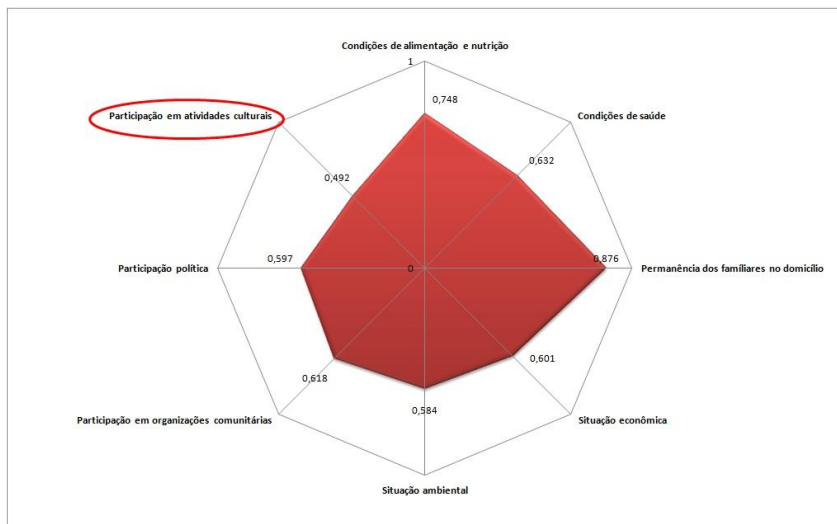 Condições de alimentação e nutrição
1
0,748
Participação em atividades culturais
Condições de saúde
0,632
0,492
Participação política
0,597
0
0,876
Permanência dos famíliares no domicílio
0,601
0,618
0,584
Participação em organizações comunitárias
Situação econômica
Situação ambiental